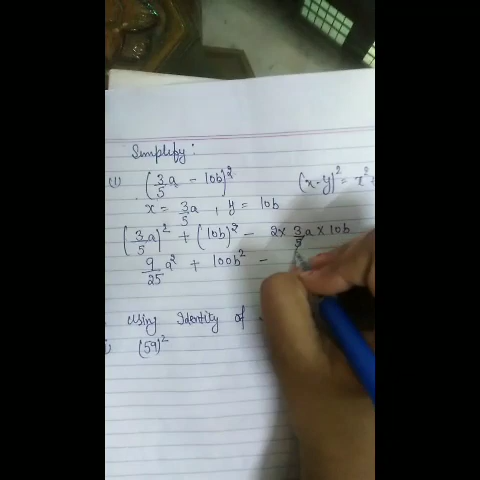 Simplify:
(i) (3/5 a - 10b)² (x-y)² = x²
x = 3/5 a , y = 10b
(3/5 a)² + (10b)² - 2 x 3/5 a x 10b
9/25 a² + 100b² -
Using Identity of
(59)²